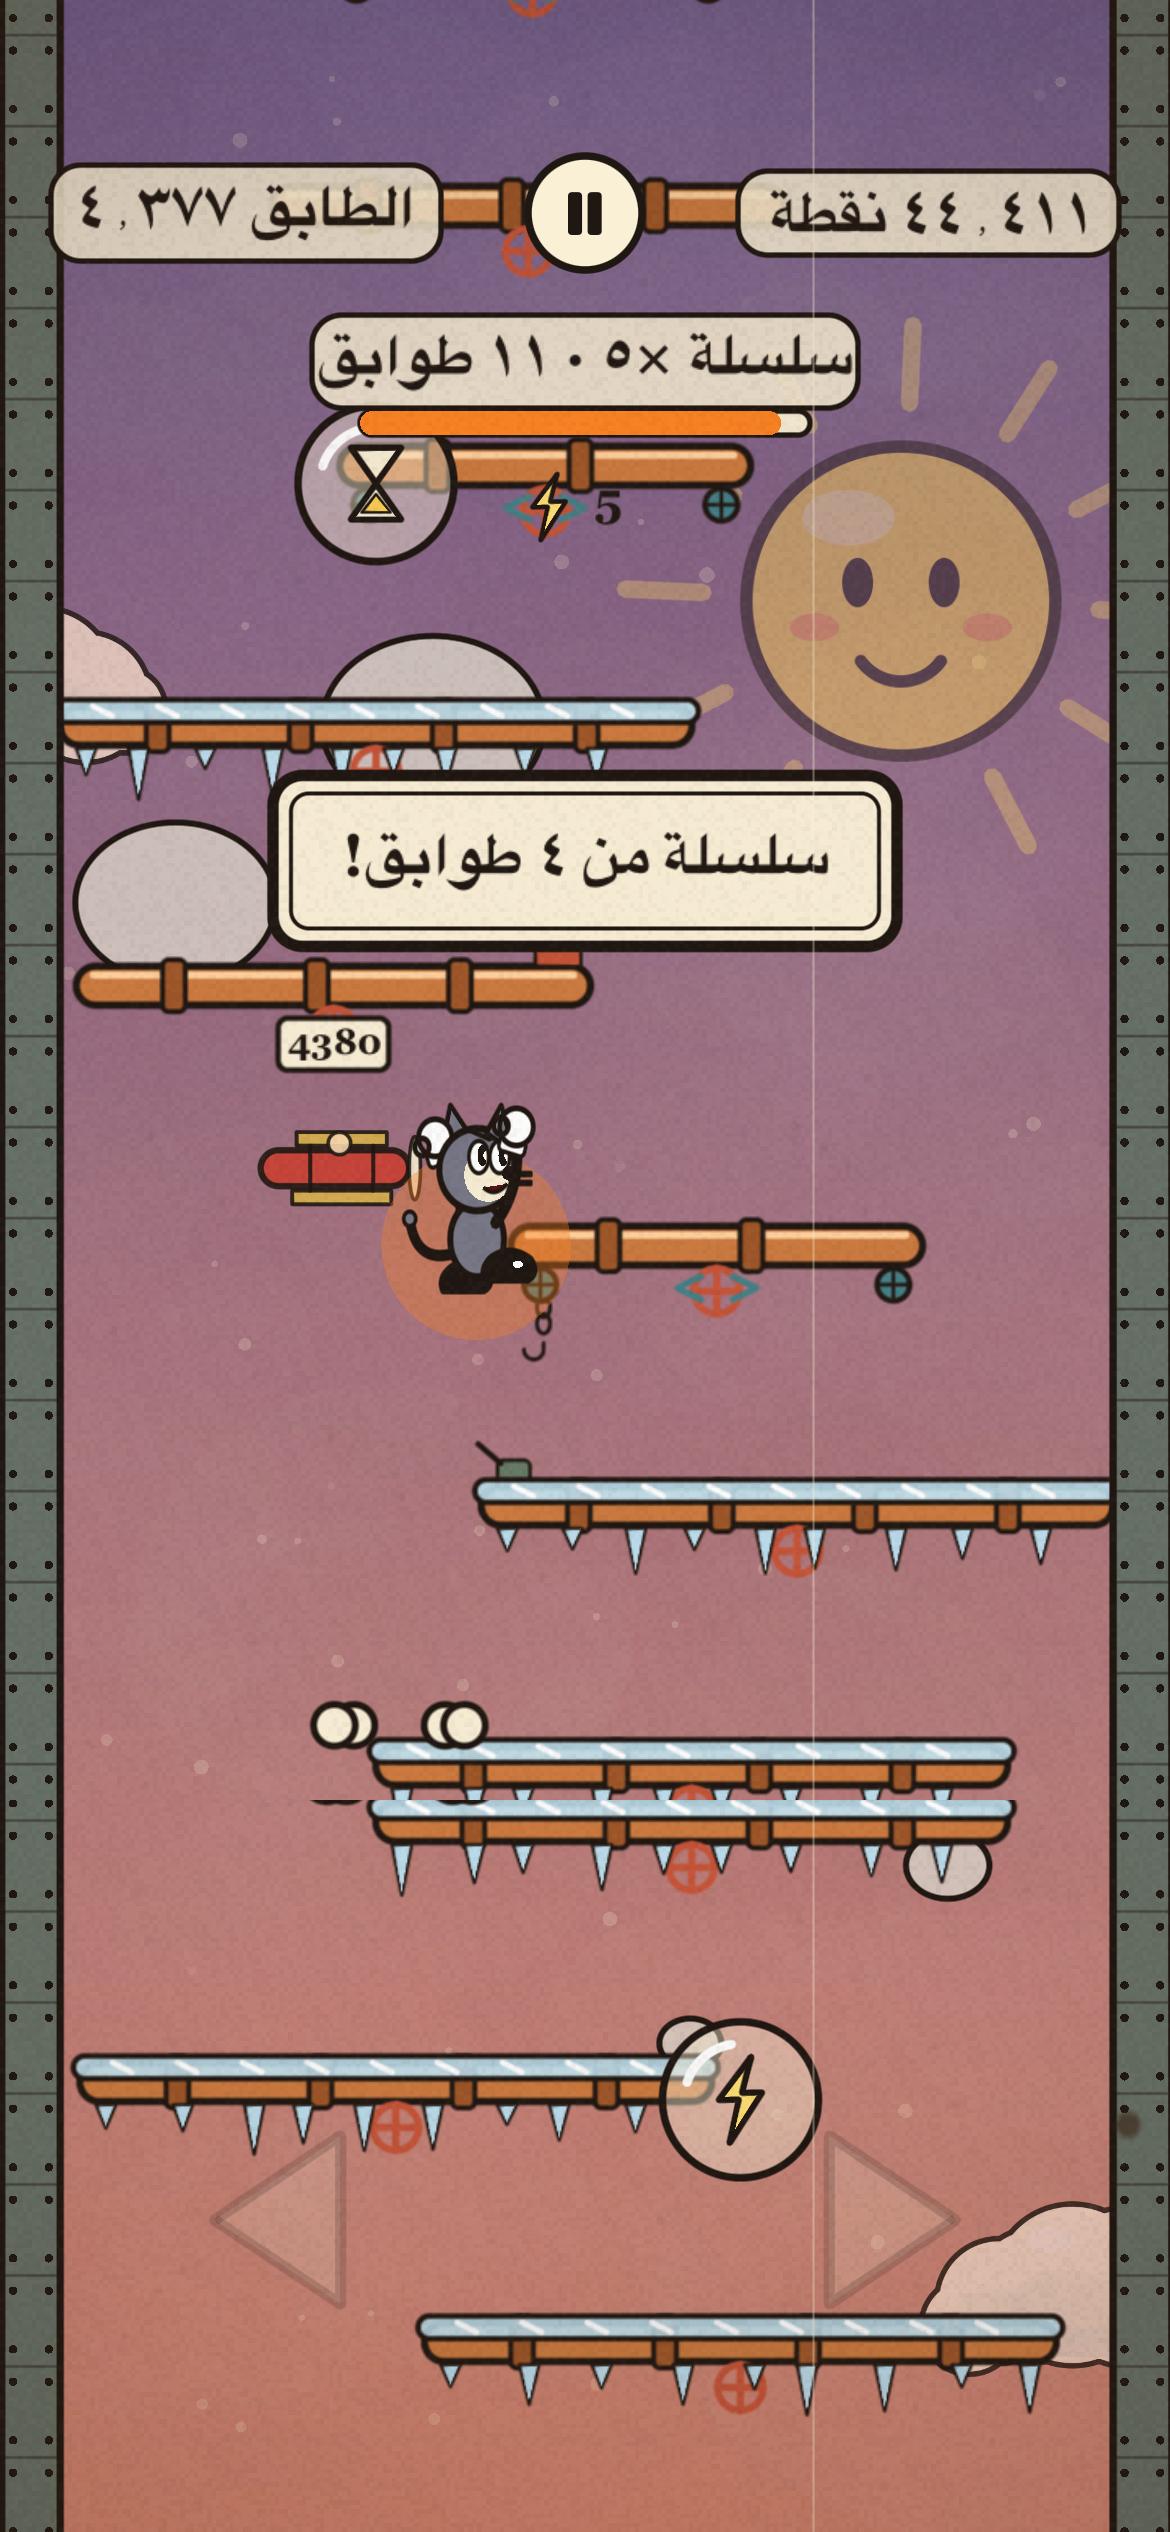 ٤٤,٤١١ نقطة
الطابق ٤,٣٧٧
سلسلة ×٥ • ١١ طوابق
5
سلسلة من ٤ طوابق!
4380